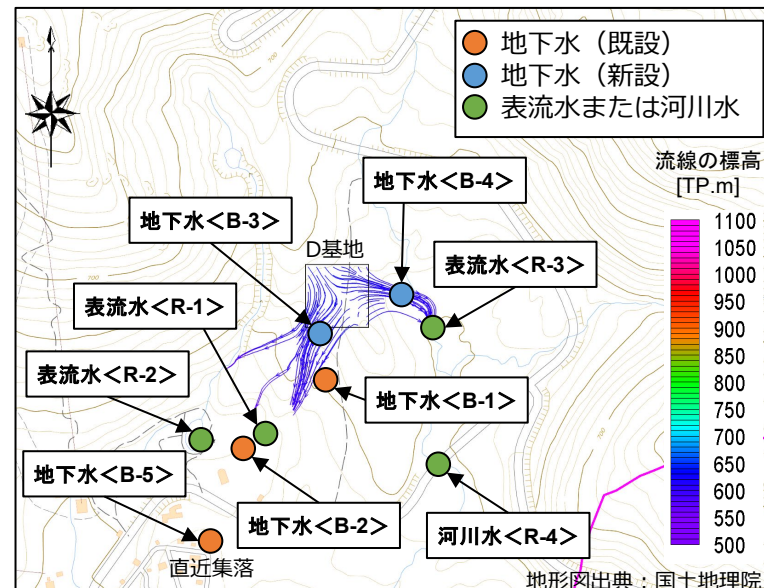 地下水（既設）
地下水（新設）
表流水または河川水
流線の標高
[TP.m]
地下水<B-4>
地下水<B-3>
D基地
表流水<R-3>
表流水<R-1>
表流水<R-2>
地下水<B-1>
地下水<B-5>
地下水<B-2>
河川水<R-4>
直近集落
1100
1050
1000
950
900
850
800
750
700
650
600
550
500
700
700
地形図出典：国土地理院